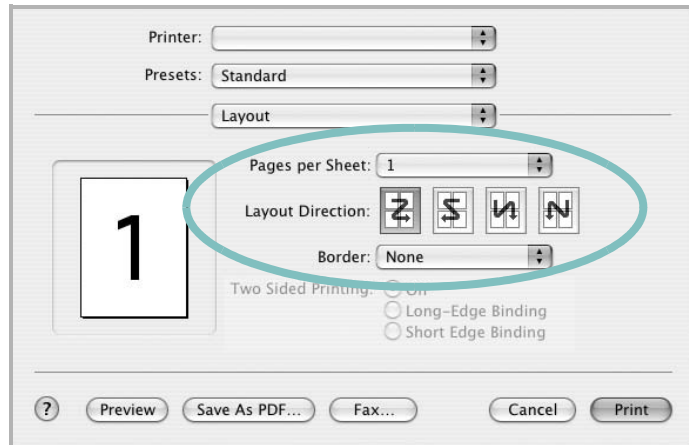 Printer:
Presets: Standard
Layout
Pages per Sheet: 1
1
Layout Direction:
Border: None
Two Sided Printing: Off
Long-Edge Binding
Short Edge Binding
? Preview Save As PDF... Fax... Cancel Print